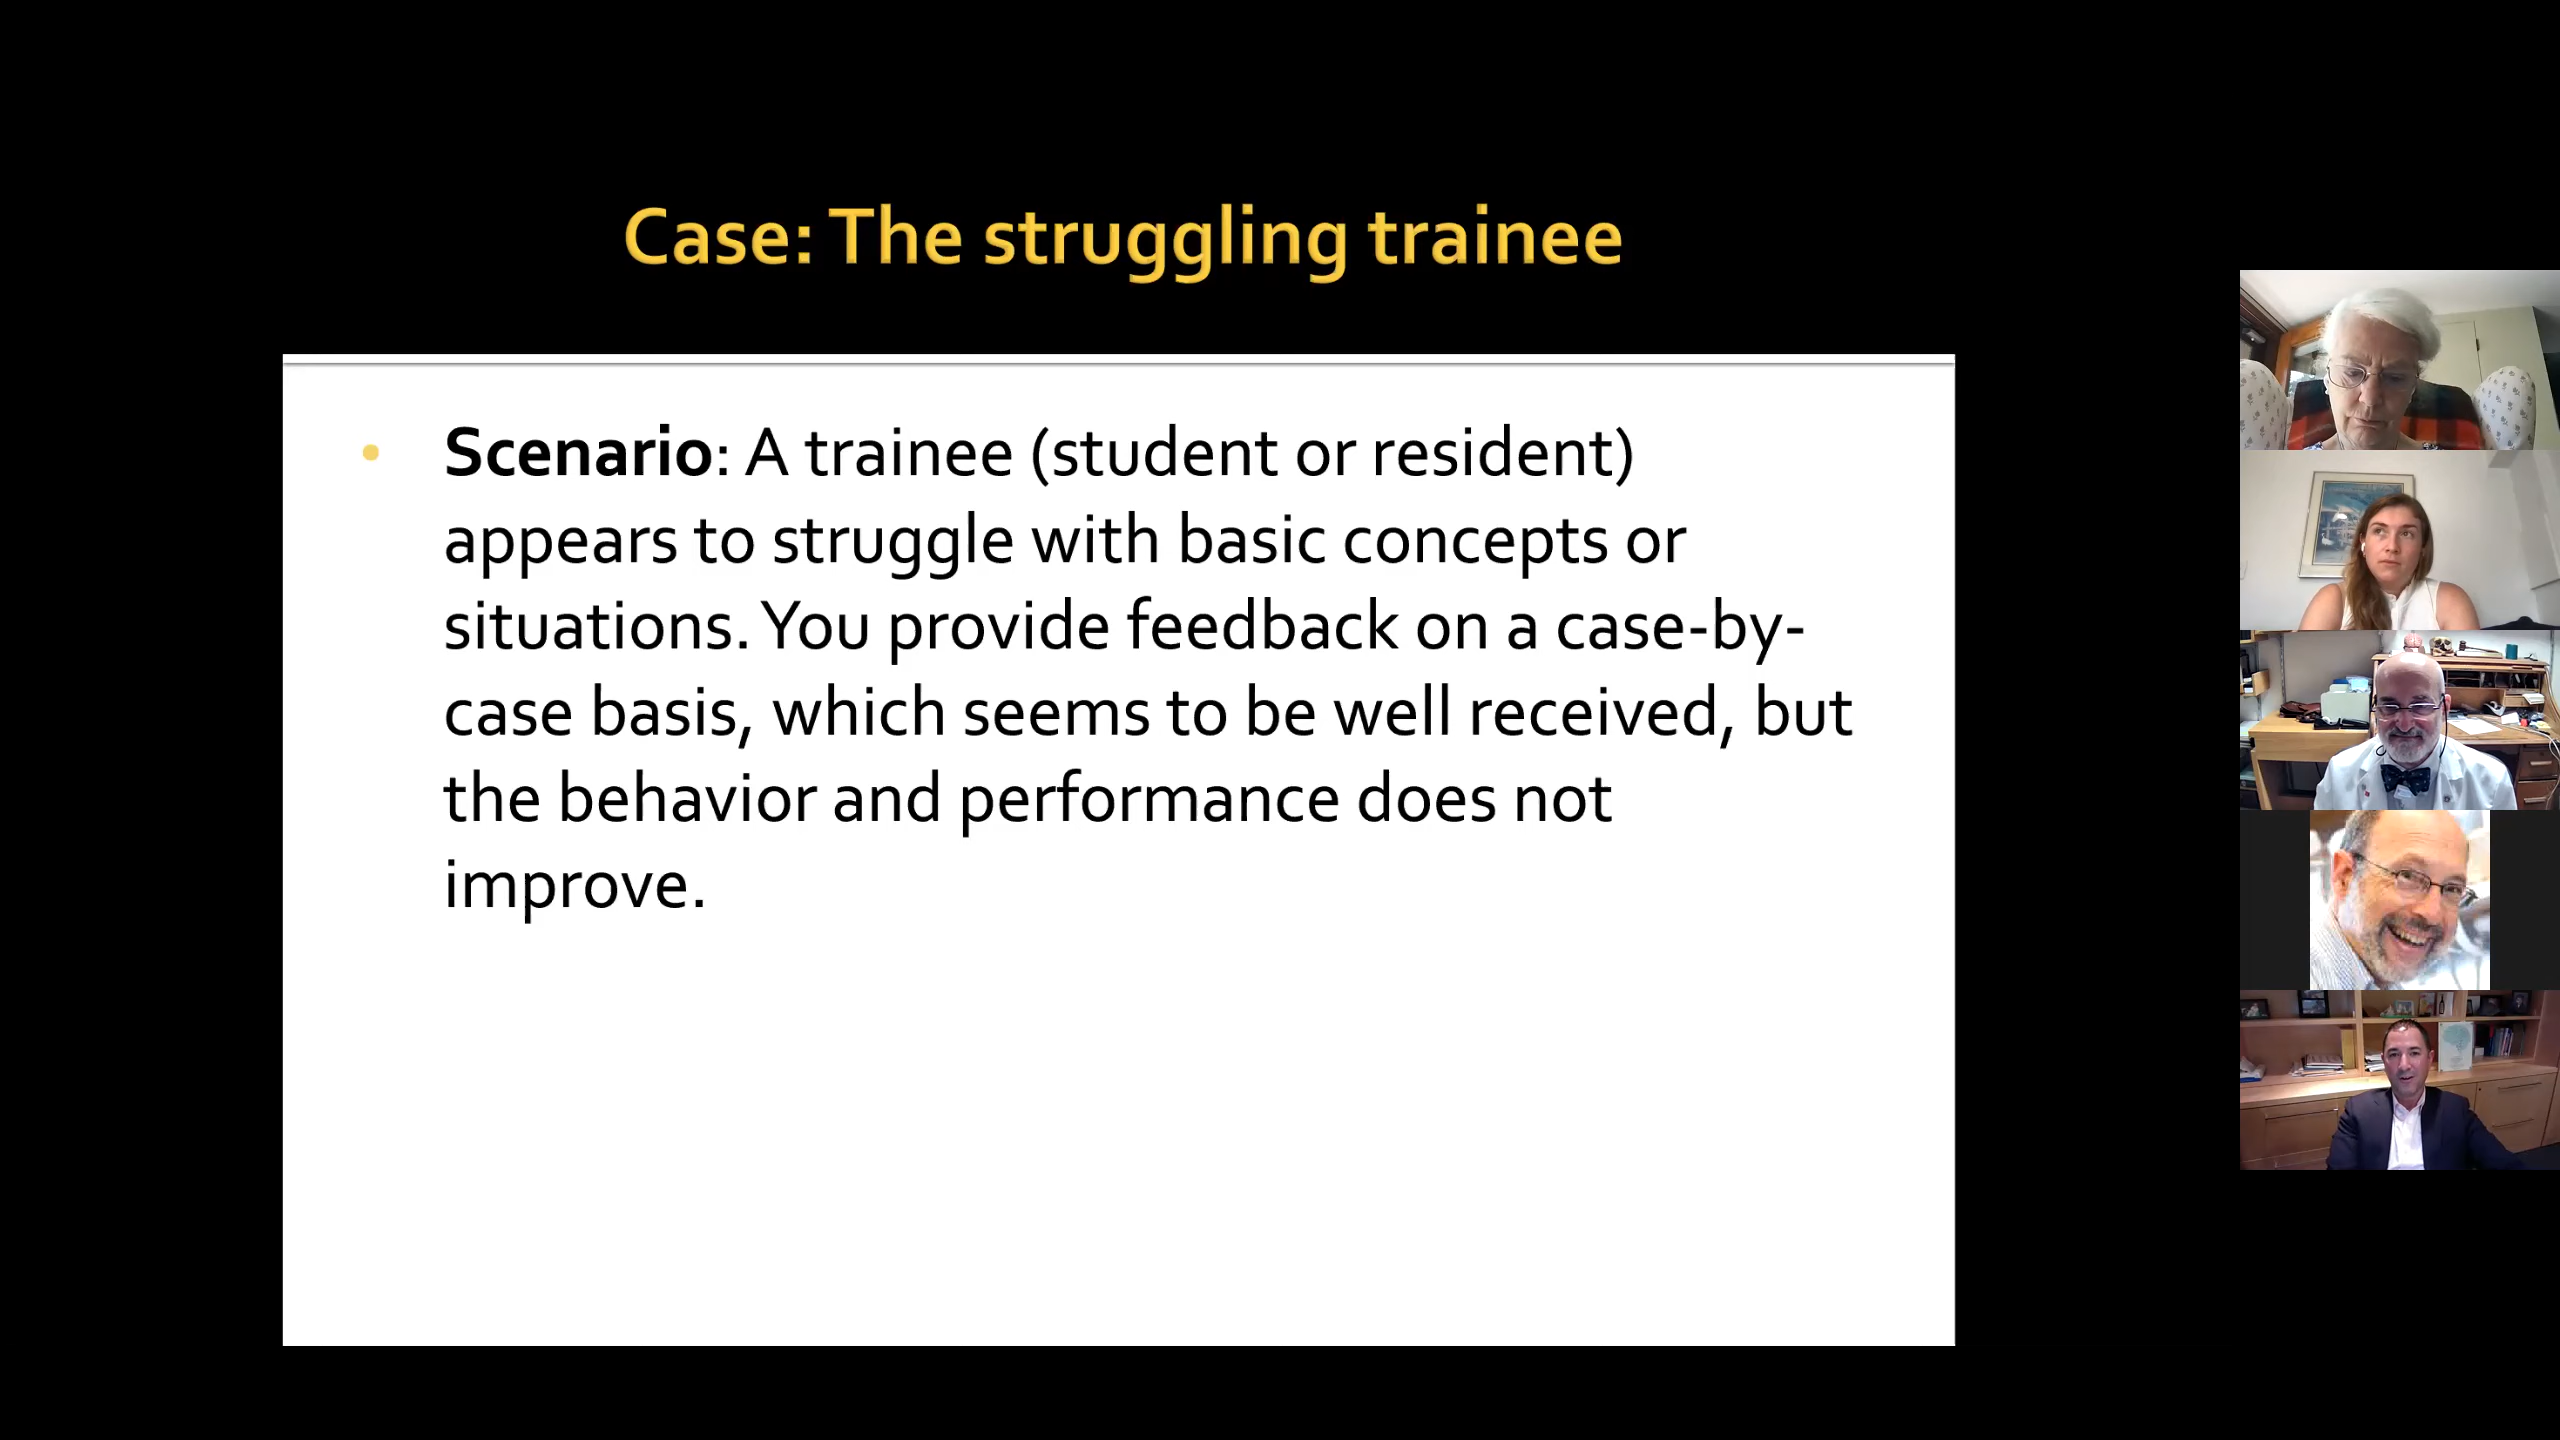 Case: The struggling trainee
• Scenario: A trainee (student or resident)
appears to struggle with basic concepts or
situations. You provide feedback on a case-by-
case basis, which seems to be well received, but
the behavior and performance does not
improve.